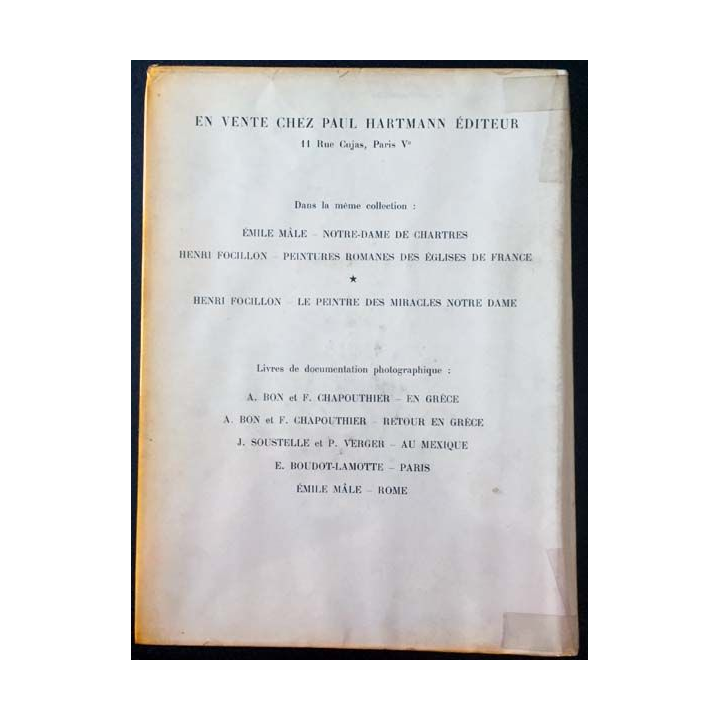 EN VENTE CHEZ PAUL HARTMANN ÉDITEUR
11 Rue Cujas, Paris Vᵉ
Dans la même collection :
ÉMILE MÂLE – NOTRE-DAME DE CHARTRES
HENRI FOCILLON – PEINTURES ROMANES DES ÉGLISES DE FRANCE
★
HENRI FOCILLON – LE PEINTRE DES MIRACLES NOTRE DAME
Livres de documentation photographique :
A. BON et F. CHAPOUTHIER – EN GRÈCE
A. BON et F. CHAPOUTHIER – RETOUR EN GRÈCE
J. SOUSTELLE et P. VERGER – AU MEXIQUE
E. BOUDOT-LAMOTTE – PARIS
ÉMILE MÂLE – ROME